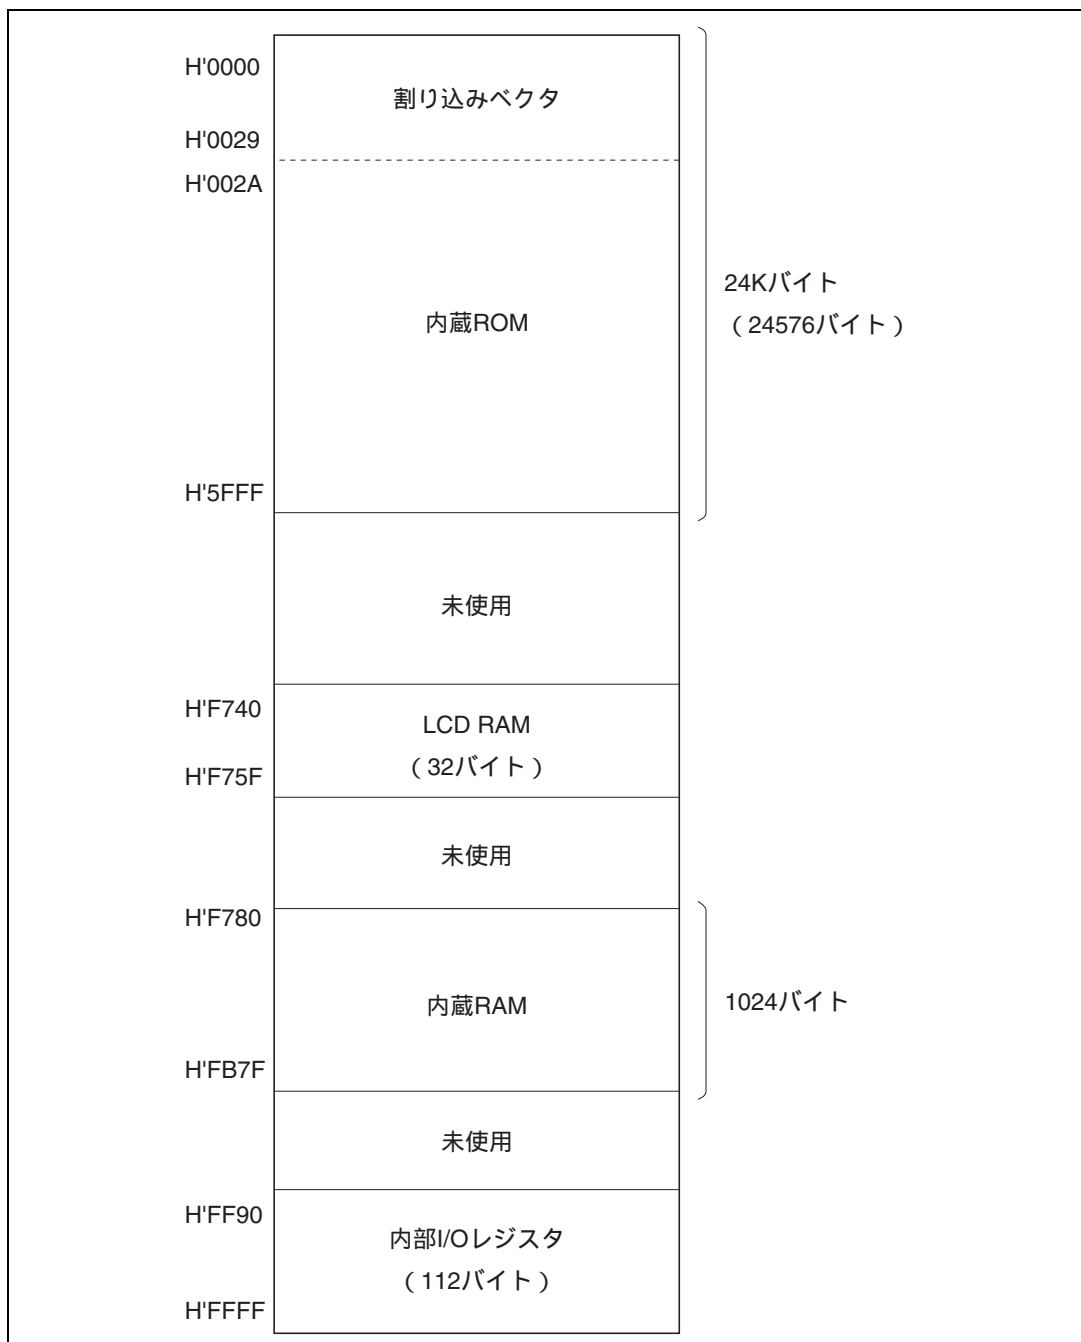 H'0000
割り込みベクタ
H'0029
H'002A
24Kバイト
（24576バイト）
内蔵ROM
H'5FFF
未使用
H'F740
LCD RAM
（32バイト）
H'F75F
未使用
H'F780
内蔵RAM
1024バイト
H'FB7F
未使用
H'FF90
内部I/Oレジスタ
（112バイト）
H'FFFF